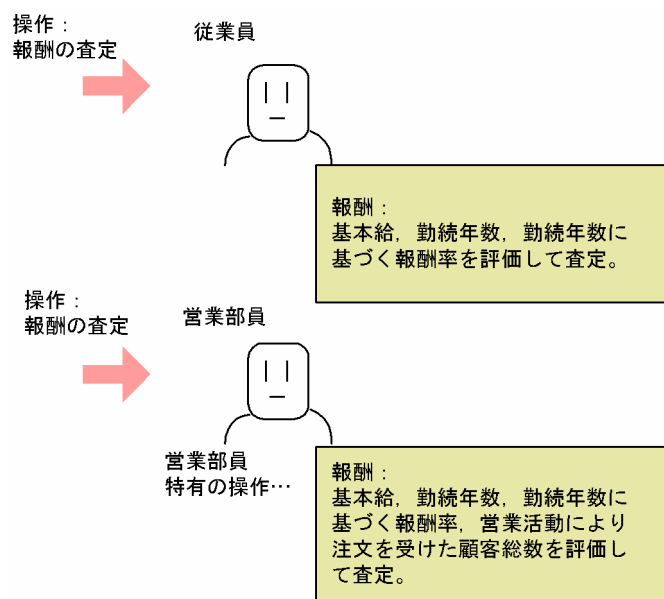 操作：
報酬の査定
従業員
報酬：
基本給，勤続年数，勤続年数に
基づく報酬率を評価して査定。
操作：
報酬の査定
営業部員
営業部員
特有の操作…
報酬：
基本給，勤続年数，勤続年数に
基づく報酬率，営業活動により
注文を受けた顧客総数を評価し
て査定。